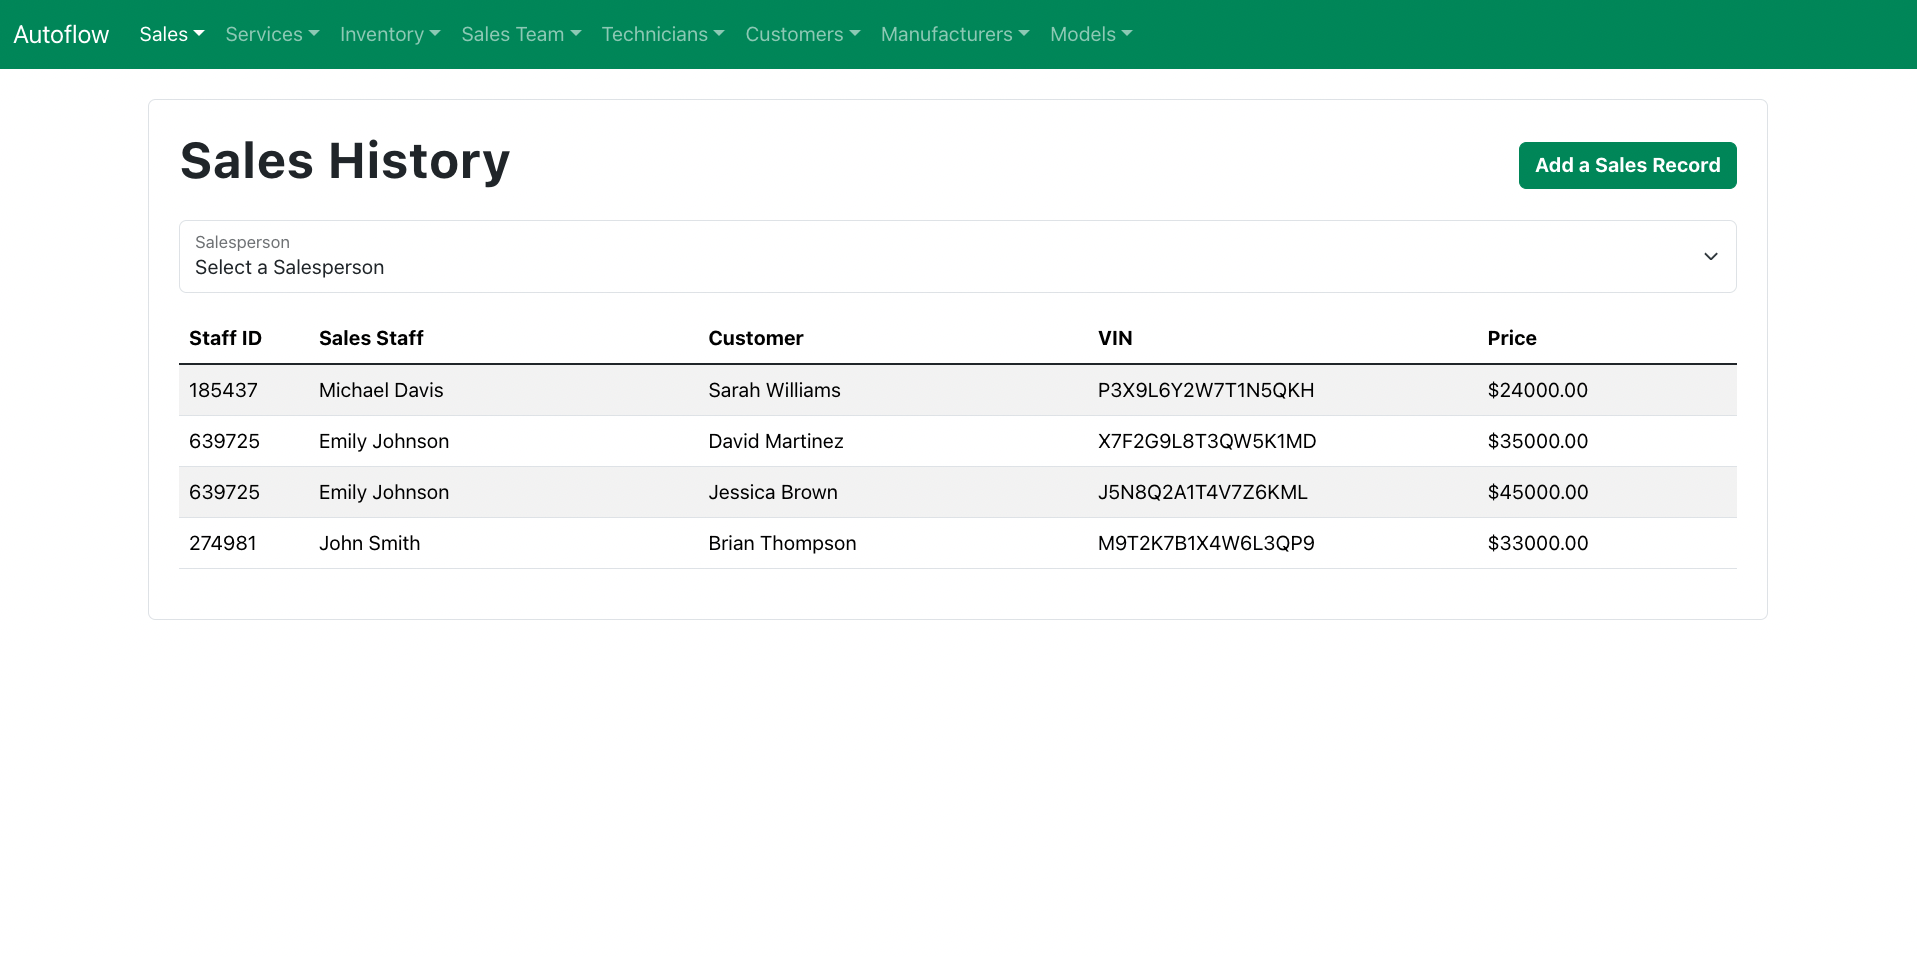 Autoflow Sales Services Inventory Sales Team Technicians Customers Manufacturers Models
Sales History
Add a Sales Record
Salesperson
Select a Salesperson
Staff ID Sales Staff Customer VIN Price
185437 Michael Davis Sarah Williams P3X9L6Y2W7T1N5QKH $24000.00
639725 Emily Johnson David Martinez X7F2G9L8T3QW5K1MD $35000.00
639725 Emily Johnson Jessica Brown J5N8Q2A1T4V7Z6KML $45000.00
274981 John Smith Brian Thompson M9T2K7B1X4W6L3QP9 $33000.00